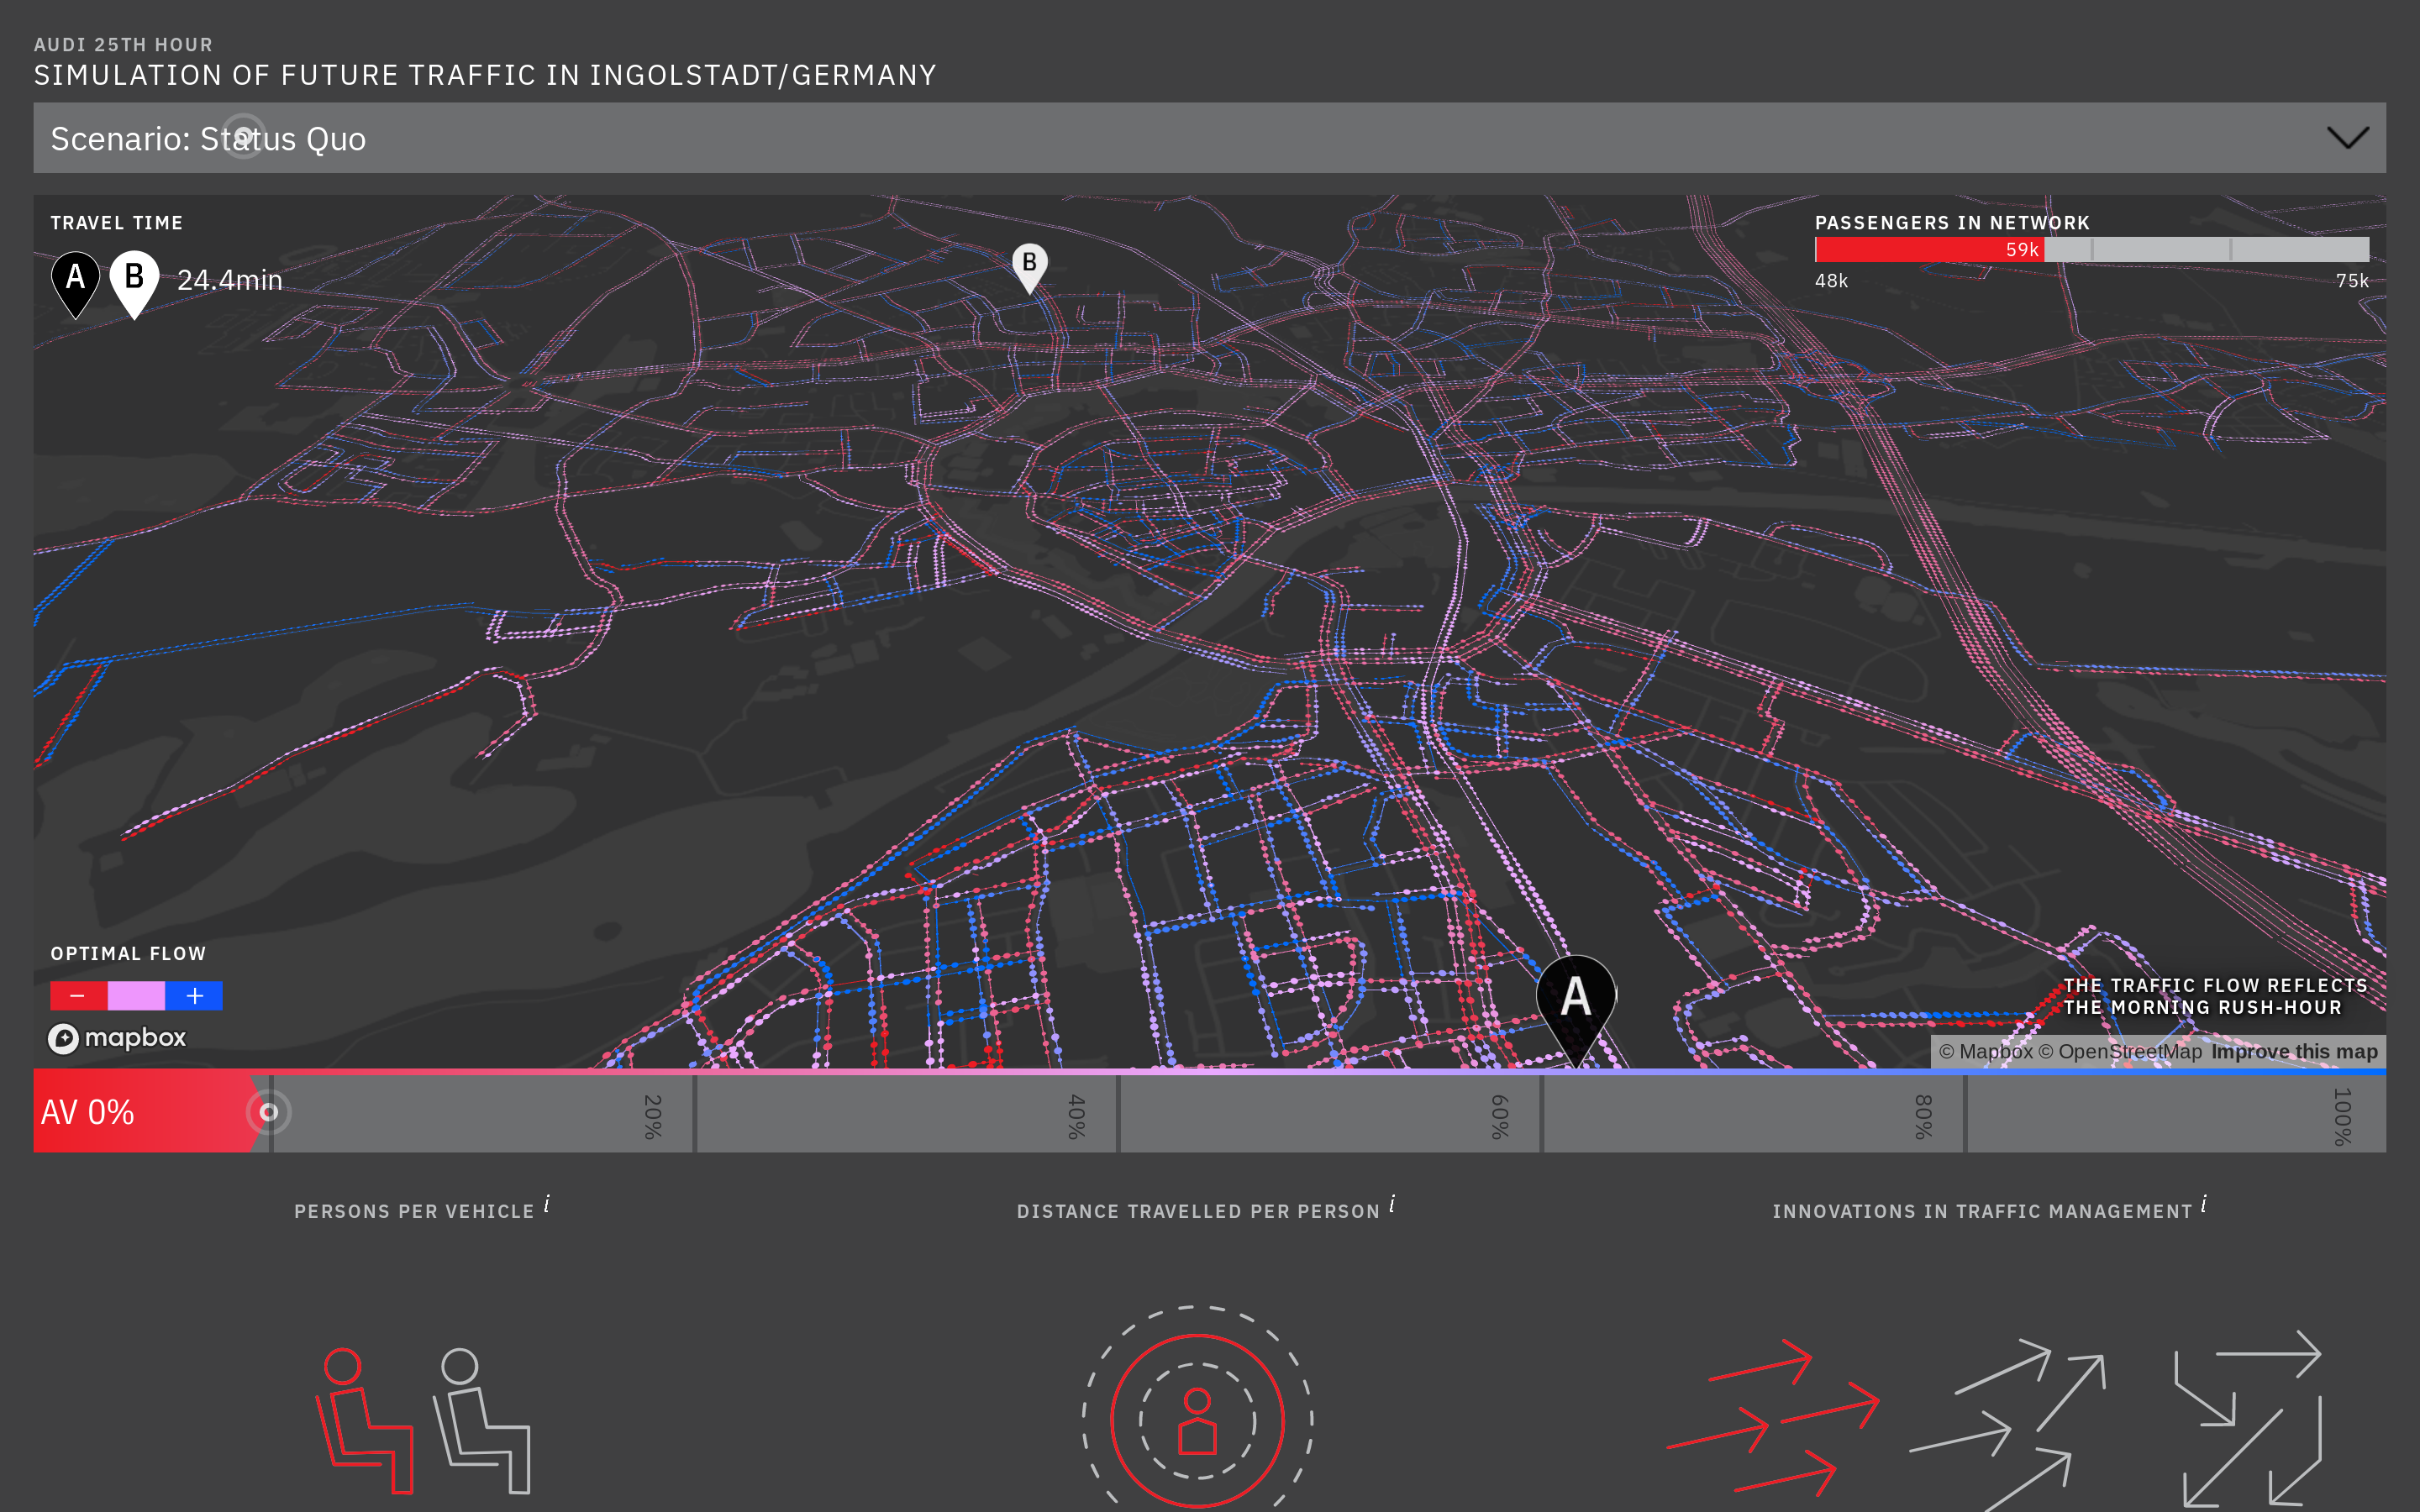 AUDI 25TH HOUR
SIMULATION OF FUTURE TRAFFIC IN INGOLSTADT/GERMANY
Scenario: Status Quo
TRAVEL TIME
A B 24.4min
B
PASSENGERS IN NETWORK
59k
48k 75k
OPTIMAL FLOW
− +
mapbox
A
THE TRAFFIC FLOW REFLECTS
THE MORNING RUSH-HOUR
© Mapbox © OpenStreetMap Improve this map
AV 0% 20% 40% 60% 80% 100%
PERSONS PER VEHICLE i
DISTANCE TRAVELLED PER PERSON i
INNOVATIONS IN TRAFFIC MANAGEMENT i